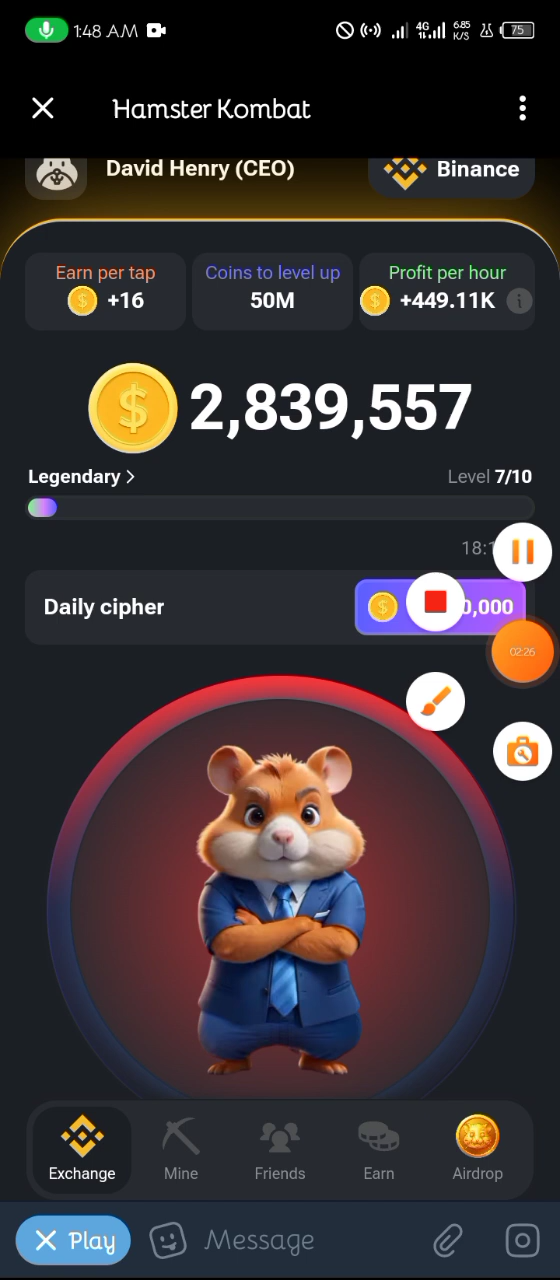 1:48 AM
4G
6.85 K/S
75
Hamster Kombat
David Henry (CEO)
Binance
Earn per tap
+16
Coins to level up
50M
Profit per hour
+449.11K
i
2,839,557
Legendary >
Level 7/10
18:
Daily cipher
0,000
02:26
Exchange
Mine
Friends
Earn
Airdrop
Play
Message